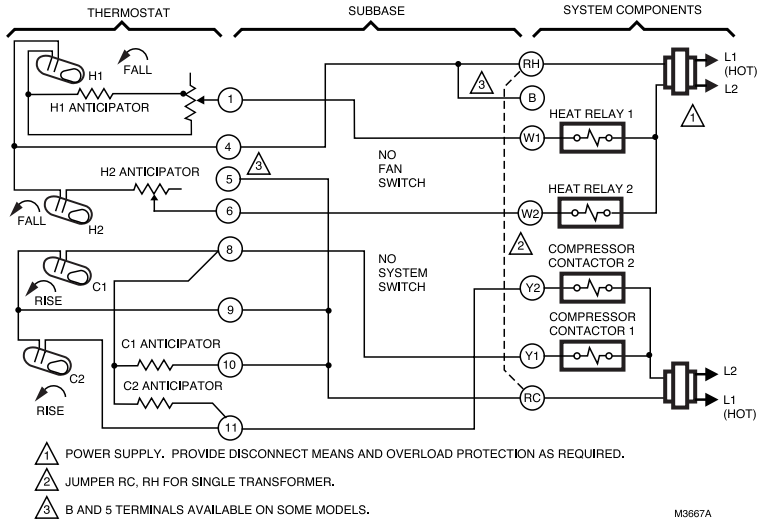 THERMOSTAT
SUBBASE
SYSTEM COMPONENTS
H1
FALL
H1 ANTICIPATOR
1
4
H2 ANTICIPATOR
5
3
6
FALL
H2
8
C1
RISE
9
C1 ANTICIPATOR
10
C2 ANTICIPATOR
C2
RISE
11
NO
FAN
SWITCH
NO
SYSTEM
SWITCH
3
RH
B
W1
W2
2
Y2
Y1
RC
L1
(HOT)
L2
1
HEAT RELAY 1
HEAT RELAY 2
COMPRESSOR
CONTACTOR 2
COMPRESSOR
CONTACTOR 1
L2
L1
(HOT)
1 POWER SUPPLY. PROVIDE DISCONNECT MEANS AND OVERLOAD PROTECTION AS REQUIRED.
2 JUMPER RC, RH FOR SINGLE TRANSFORMER.
3 B AND 5 TERMINALS AVAILABLE ON SOME MODELS.
M3667A